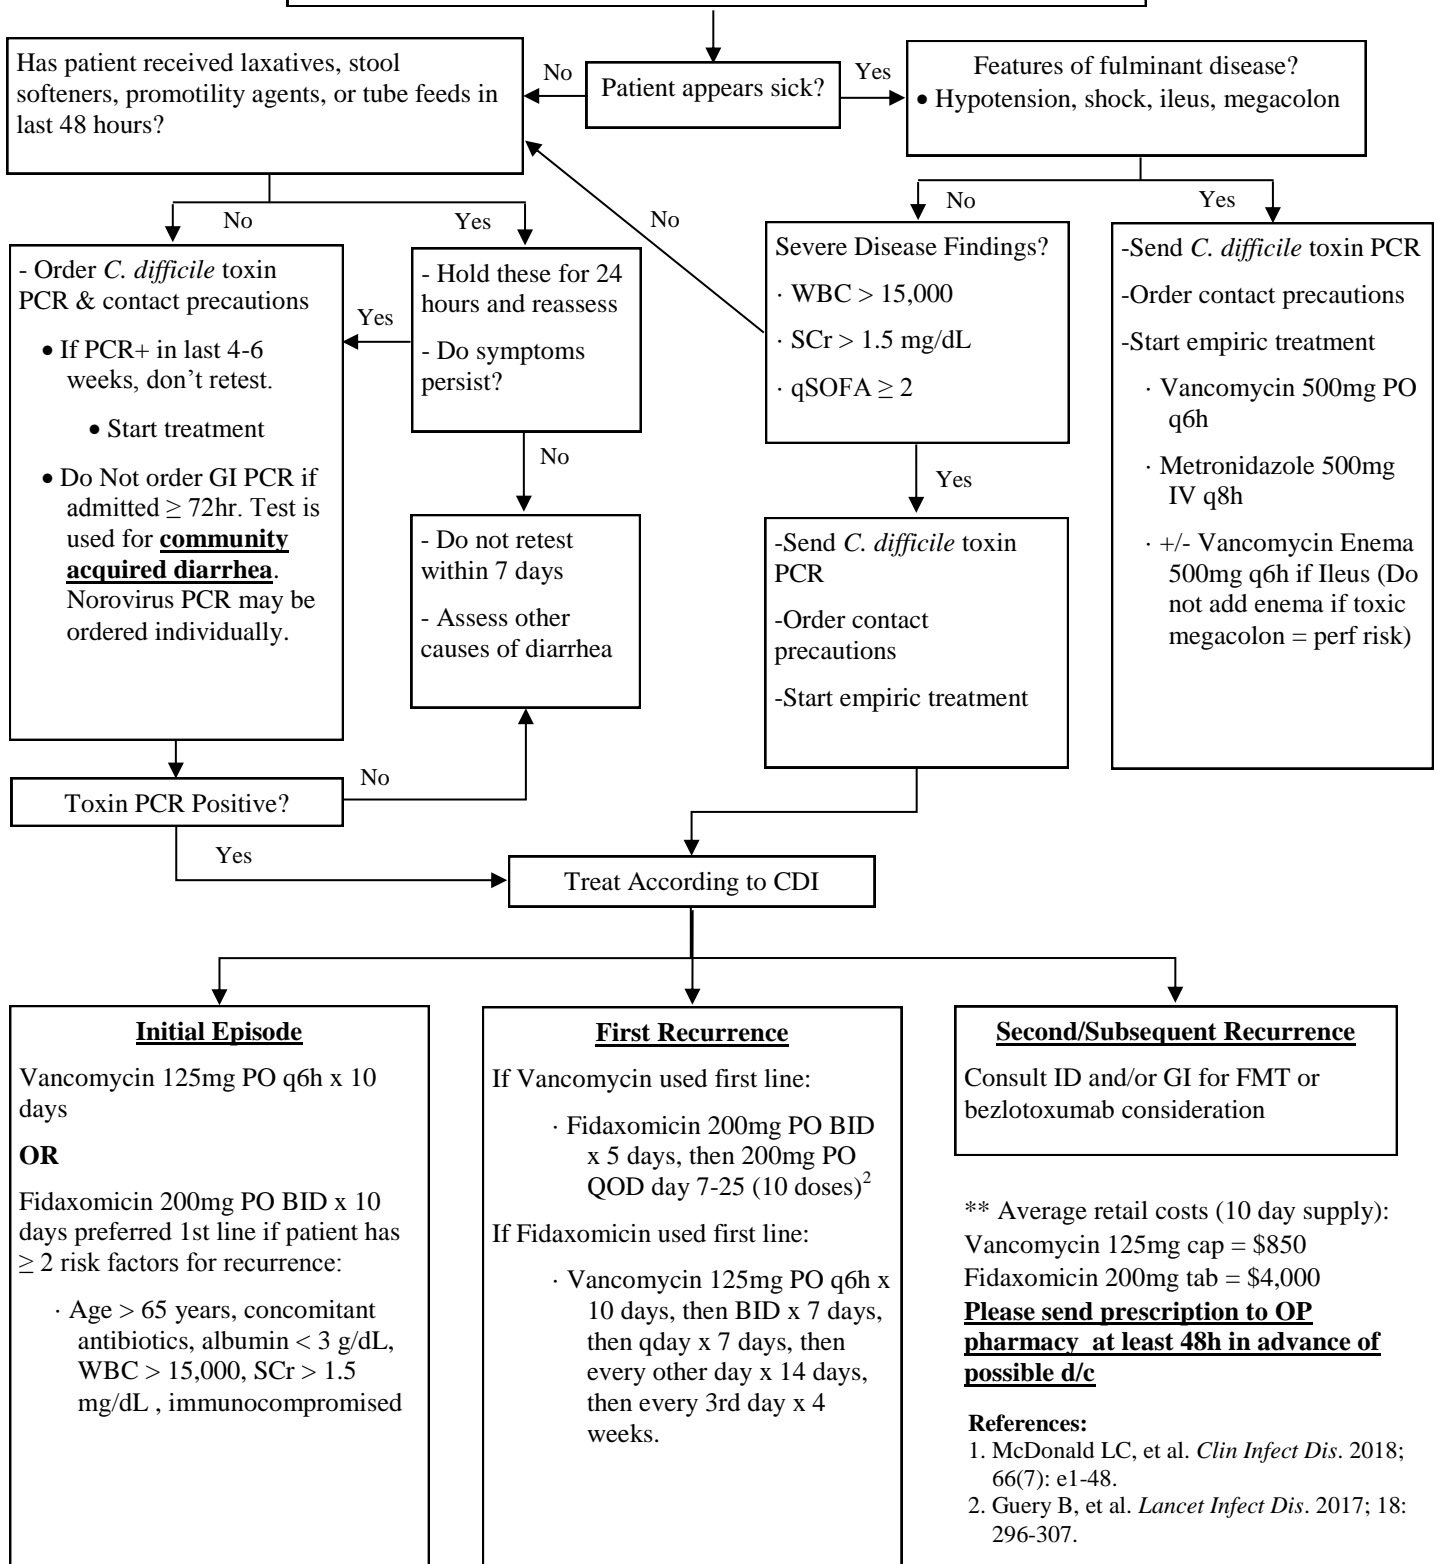 Patient appears sick?
No
Yes
Has patient received laxatives, stool
softeners, promotility agents, or tube feeds in
last 48 hours?
Features of fulminant disease?
• Hypotension, shock, ileus, megacolon
No
Yes
No
No
Yes
- Order C. difficile toxin
PCR & contact precautions
• If PCR+ in last 4-6
weeks, don’t retest.
• Start treatment
• Do Not order GI PCR if
admitted ≥ 72hr. Test is
used for community
acquired diarrhea.
Norovirus PCR may be
ordered individually.
Yes
- Hold these for 24
hours and reassess
- Do symptoms
persist?
No
- Do not retest
within 7 days
- Assess other
causes of diarrhea
Severe Disease Findings?
· WBC > 15,000
· SCr > 1.5 mg/dL
· qSOFA ≥ 2
Yes
-Send C. difficile toxin
PCR
-Order contact
precautions
-Start empiric treatment
-Send C. difficile toxin PCR
-Order contact precautions
-Start empiric treatment
· Vancomycin 500mg PO
q6h
· Metronidazole 500mg
IV q8h
· +/- Vancomycin Enema
500mg q6h if Ileus (Do
not add enema if toxic
megacolon = perf risk)
Toxin PCR Positive?
No
Yes
Treat According to CDI
Initial Episode
Vancomycin 125mg PO q6h x 10
days
OR
Fidaxomicin 200mg PO BID x 10
days preferred 1st line if patient has
≥ 2 risk factors for recurrence:
· Age > 65 years, concomitant
antibiotics, albumin < 3 g/dL,
WBC > 15,000, SCr > 1.5
mg/dL , immunocompromised
First Recurrence
If Vancomycin used first line:
· Fidaxomicin 200mg PO BID
x 5 days, then 200mg PO
QOD day 7-25 (10 doses)2
If Fidaxomicin used first line:
· Vancomycin 125mg PO q6h x
10 days, then BID x 7 days,
then qday x 7 days, then
every other day x 14 days,
then every 3rd day x 4
weeks.
Second/Subsequent Recurrence
Consult ID and/or GI for FMT or
bezlotoxumab consideration
** Average retail costs (10 day supply):
Vancomycin 125mg cap = $850
Fidaxomicin 200mg tab = $4,000
Please send prescription to OP
pharmacy at least 48h in advance of
possible d/c
References:
1. McDonald LC, et al. Clin Infect Dis. 2018;
66(7): e1-48.
2. Guery B, et al. Lancet Infect Dis. 2017; 18:
296-307.